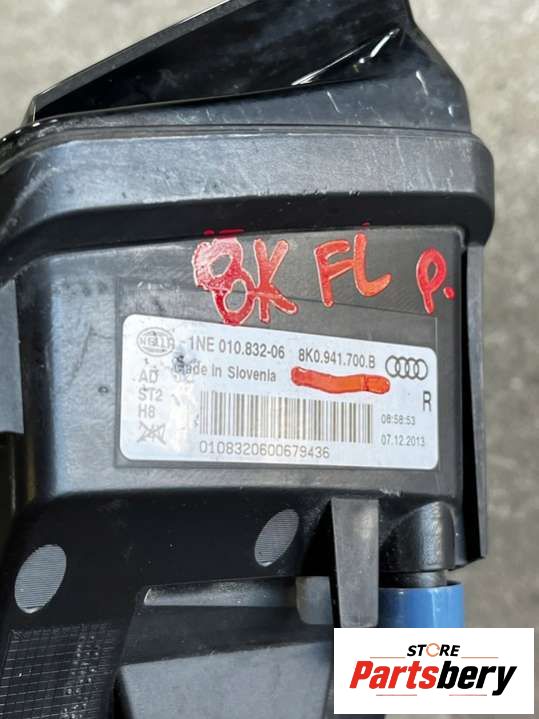 8K FL P.
HELLA 1NE 010.832-06 8K0.941.700.B
Made in Slovenia
AD
ST2
H8
R
08:58:53
07.12.2013
0108320600679436
STORE
Partsbery